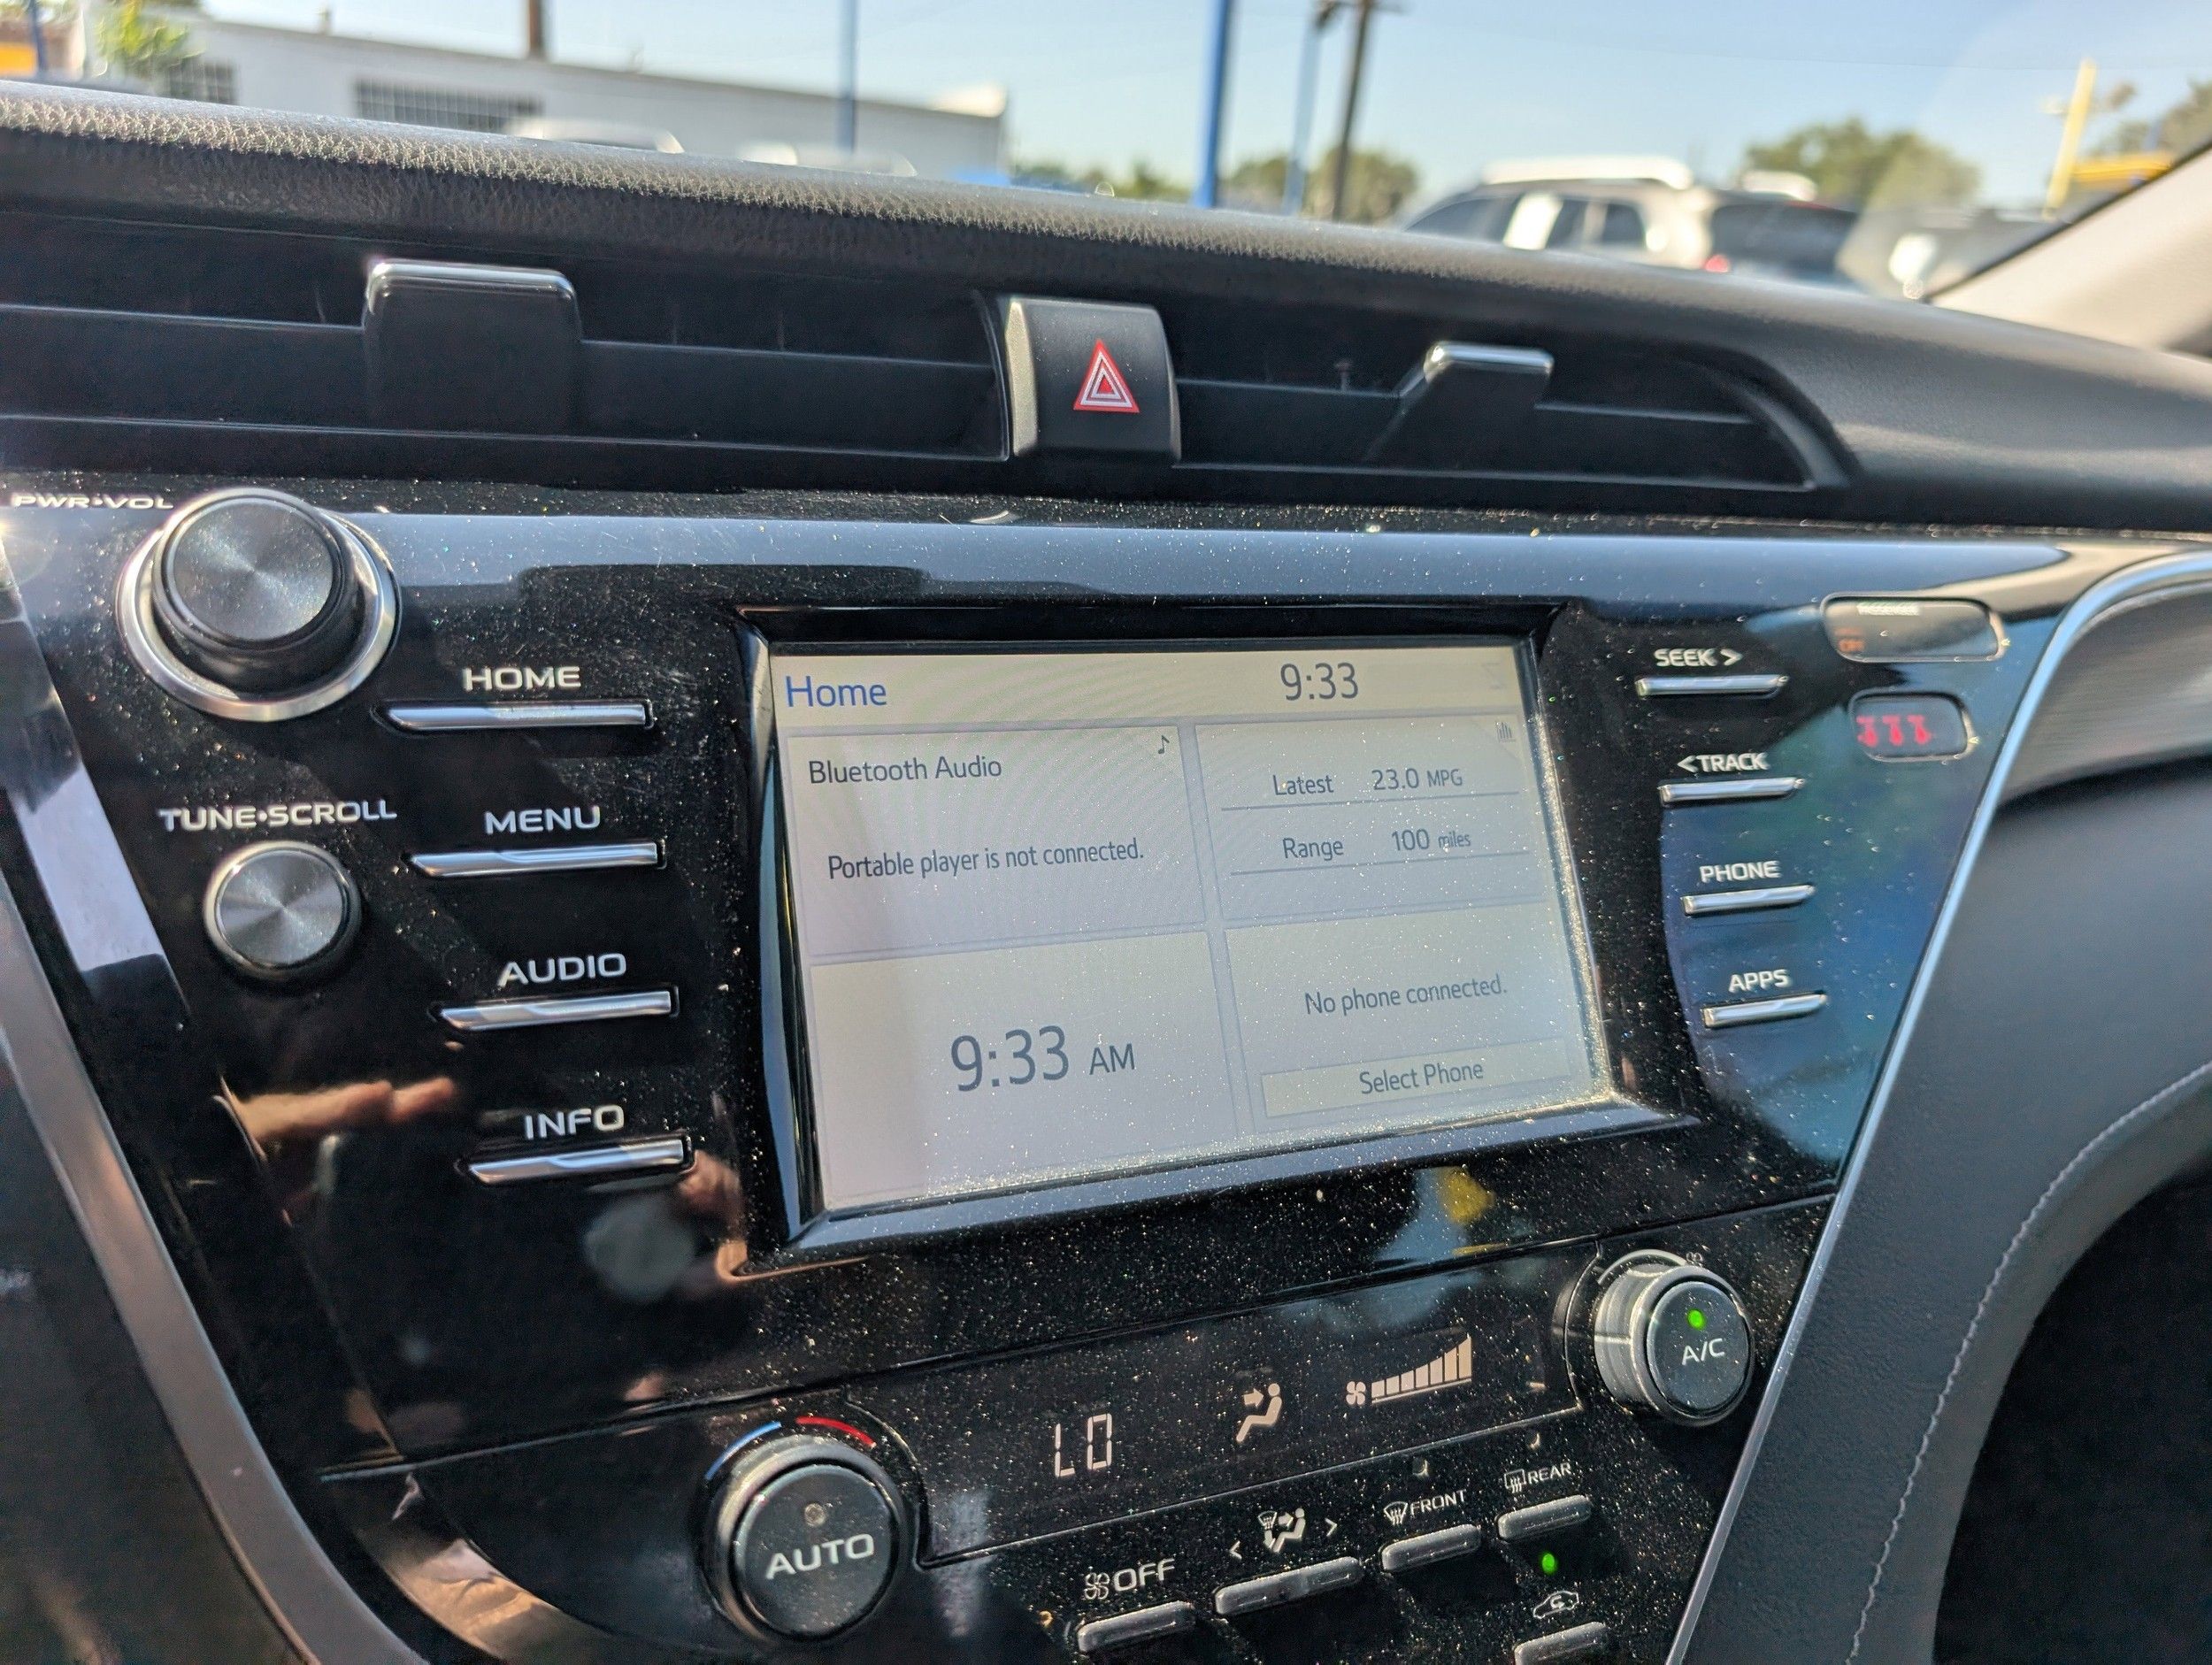 PWR•VOL
HOME
TUNE•SCROLL
MENU
AUDIO
INFO
Home 9:33
Bluetooth Audio
Portable player is not connected.
Latest 23.0 MPG
Range 100 miles
9:33 AM
No phone connected.
Select Phone
SEEK >
< TRACK
PHONE
APPS
OFF
LO
A/C
AUTO
OFF
< >
FRONT
REAR